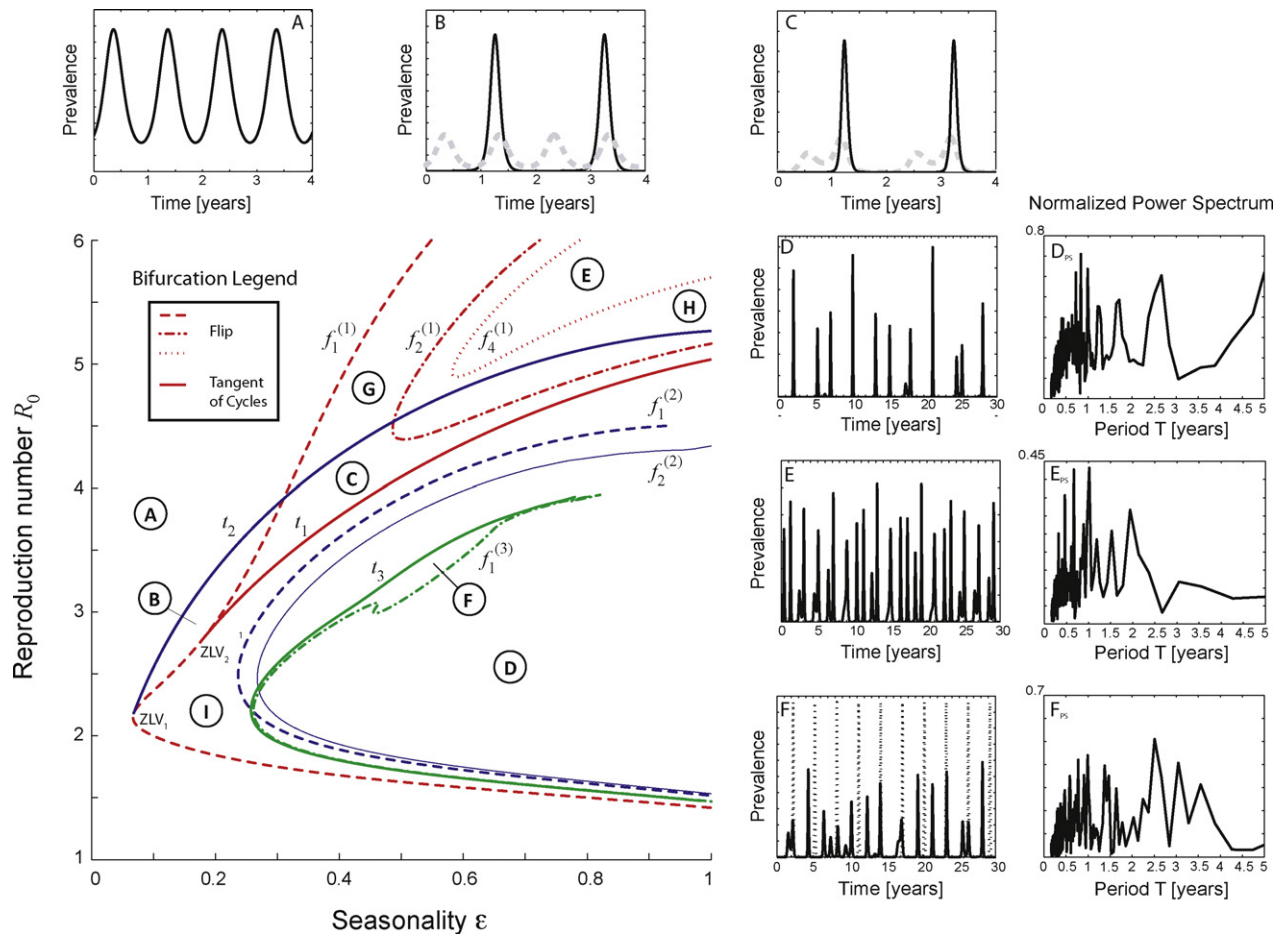 A
Prevalence
0 1 2 3 4
Time [years]
B
Prevalence
0 1 2 3 4
Time [years]
C
Prevalence
0 1 2 3 4
Time [years]
Normalized Power Spectrum
Reproduction number R₀
6
5
4
3
2
1
0 0.2 0.4 0.6 0.8 1
Seasonality ε
Bifurcation Legend
Flip
Tangent
of Cycles
f₁⁽¹⁾
f₂⁽¹⁾
f₄⁽¹⁾
E
H
G
C
f₁⁽²⁾
f₂⁽²⁾
A
t₂
t₁
t₃
f₁⁽³⁾
B
F
ZLV₂
1
D
ZLV₁
I
D
Prevalence
0 5 10 15 20 25 30
Time [years]
0.8
D_PS
0 0.5 1 1.5 2 2.5 3 3.5 4 4.5 5
Period T [years]
E
Prevalence
0 5 10 15 20 25 30
Time [years]
0.45
E_PS
0 0.5 1 1.5 2 2.5 3 3.5 4 4.5 5
Period T [years]
F
Prevalence
0 5 10 15 20 25 30
Time [years]
0.7
F_PS
0 0.5 1 1.5 2 2.5 3 3.5 4 4.5 5
Period T [years]